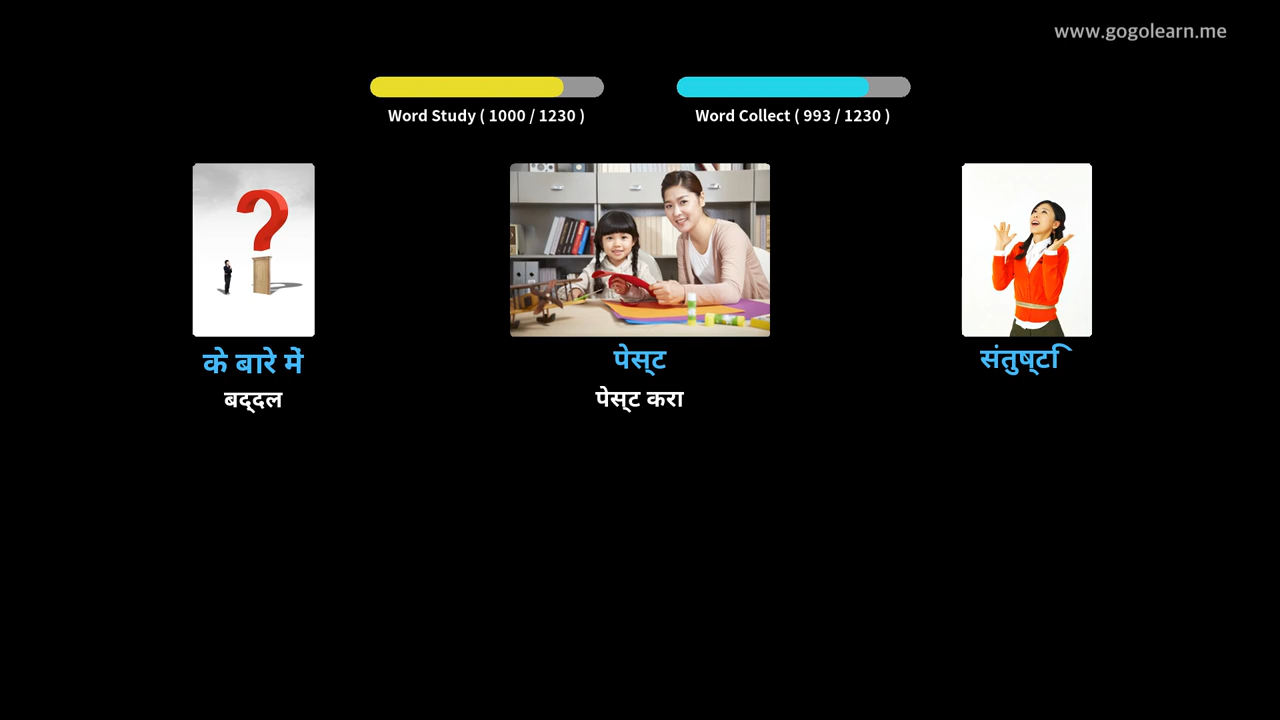 www.gogolearn.me
Word Study ( 1000 / 1230 )
Word Collect ( 993 / 1230 )
के बारे में
पेस्ट
संतुष्टि
बद्दल
पेस्ट करा